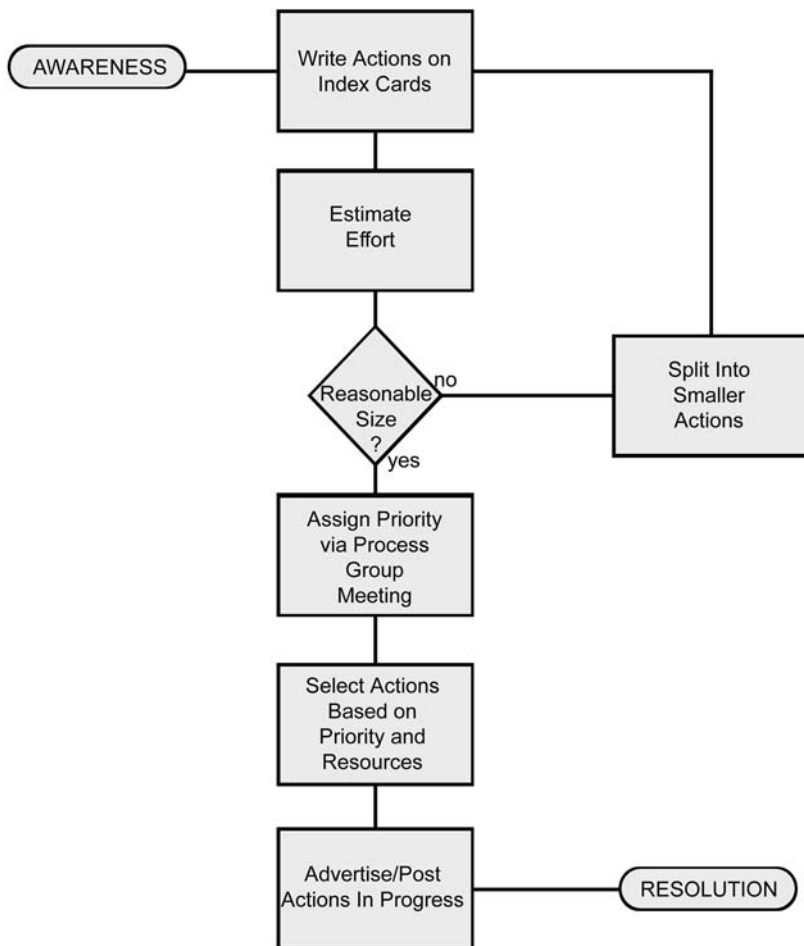 AWARENESS
Write Actions on
Index Cards
Estimate
Effort
Reasonable
Size
?
no
yes
Split Into
Smaller
Actions
Assign Priority
via Process
Group
Meeting
Select Actions
Based on
Priority and
Resources
Advertise/Post
Actions In Progress
RESOLUTION